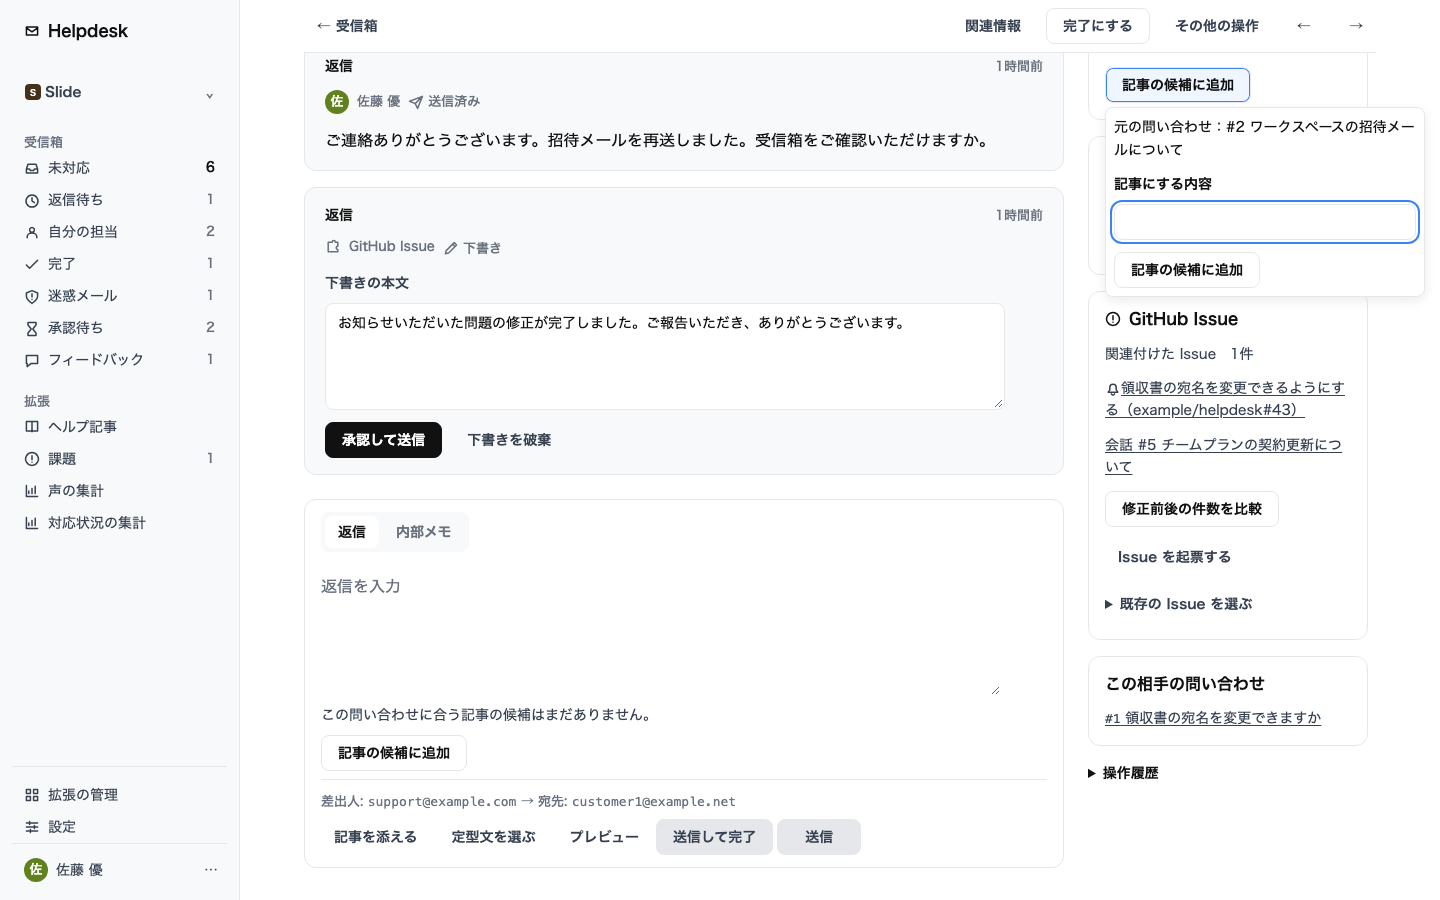 Helpdesk
S Slide
受信箱
未対応 6
返信待ち 1
自分の担当 2
完了 1
迷惑メール 1
承認待ち 2
フィードバック 1
拡張
ヘルプ記事
課題 1
声の集計
対応状況の集計
拡張の管理
設定
佐 佐藤 優 …
← 受信箱
関連情報 完了にする その他の操作 ← →
返信 1時間前
佐 佐藤 優 送信済み
ご連絡ありがとうございます。招待メールを再送しました。受信箱をご確認いただけますか。
返信 1時間前
GitHub Issue 下書き
下書きの本文
お知らせいただいた問題の修正が完了しました。ご報告いただき、ありがとうございます。
承認して送信 下書きを破棄
返信 内部メモ
返信を入力
この問い合わせに合う記事の候補はまだありません。
記事の候補に追加
差出人: support@example.com → 宛先: customer1@example.net
記事を添える 定型文を選ぶ プレビュー 送信して完了 送信
記事の候補に追加
元の問い合わせ：#2 ワークスペースの招待メー
ルについて
記事にする内容
記事の候補に追加
GitHub Issue
関連付けた Issue 1件
領収書の宛名を変更できるようにす
る（example/helpdesk#43）
会話 #5 チームプランの契約更新につ
いて
修正前後の件数を比較
Issue を起票する
▶ 既存の Issue を選ぶ
この相手の問い合わせ
#1 領収書の宛名を変更できますか
▶ 操作履歴